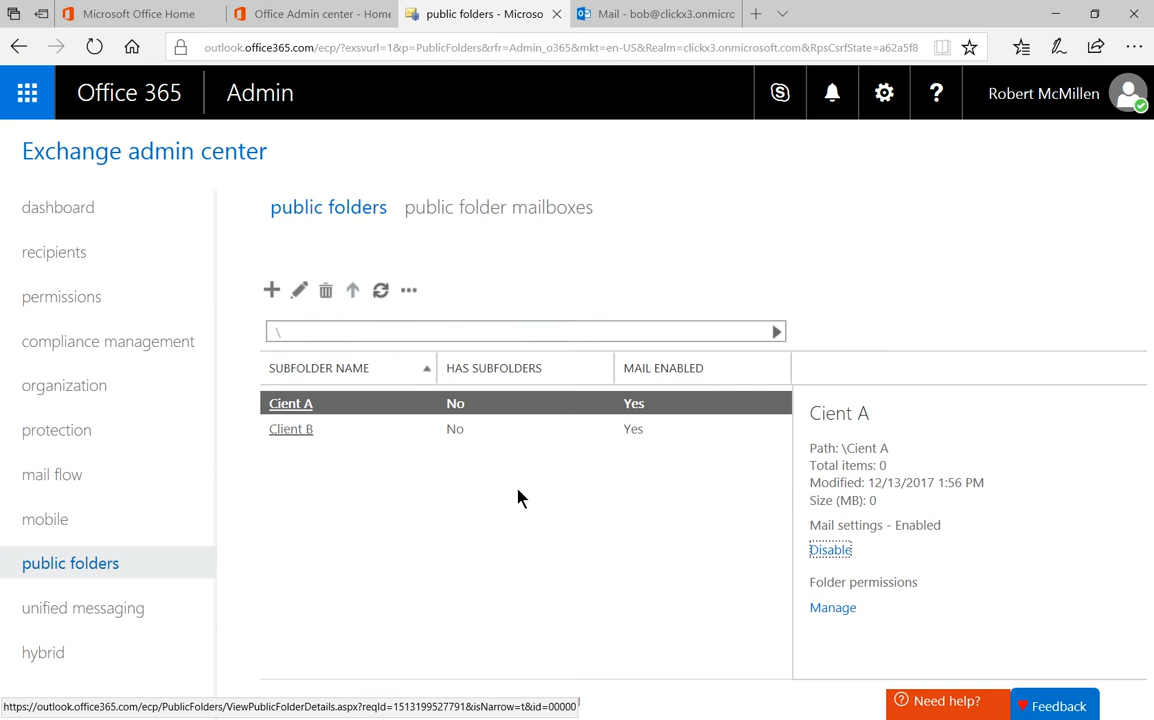 Microsoft Office Home
Office Admin center - Home
public folders - Microso
Mail - bob@clickx3.onmicro
outlook.office365.com/ecp/?exsvurl=1&p=PublicFolders&rfr=Admin_o365&mkt=en-US&Realm=clickx3.onmicrosoft.com&RpsCsrfState=a62a5f8
Office 365
Admin
Robert McMillen
Exchange admin center
dashboard
recipients
permissions
compliance management
organization
protection
mail flow
mobile
public folders
unified messaging
hybrid
public folders public folder mailboxes
\
SUBFOLDER NAME HAS SUBFOLDERS MAIL ENABLED
Cient A No Yes
Client B No Yes
Cient A
Path: \Cient A
Total items: 0
Modified: 12/13/2017 1:56 PM
Size (MB): 0
Mail settings - Enabled
Disable
Folder permissions
Manage
https://outlook.office365.com/ecp/PublicFolders/ViewPublicFolderDetails.aspx?reqId=1513199527791&isNarrow=t&id=00000
Need help?
Feedback